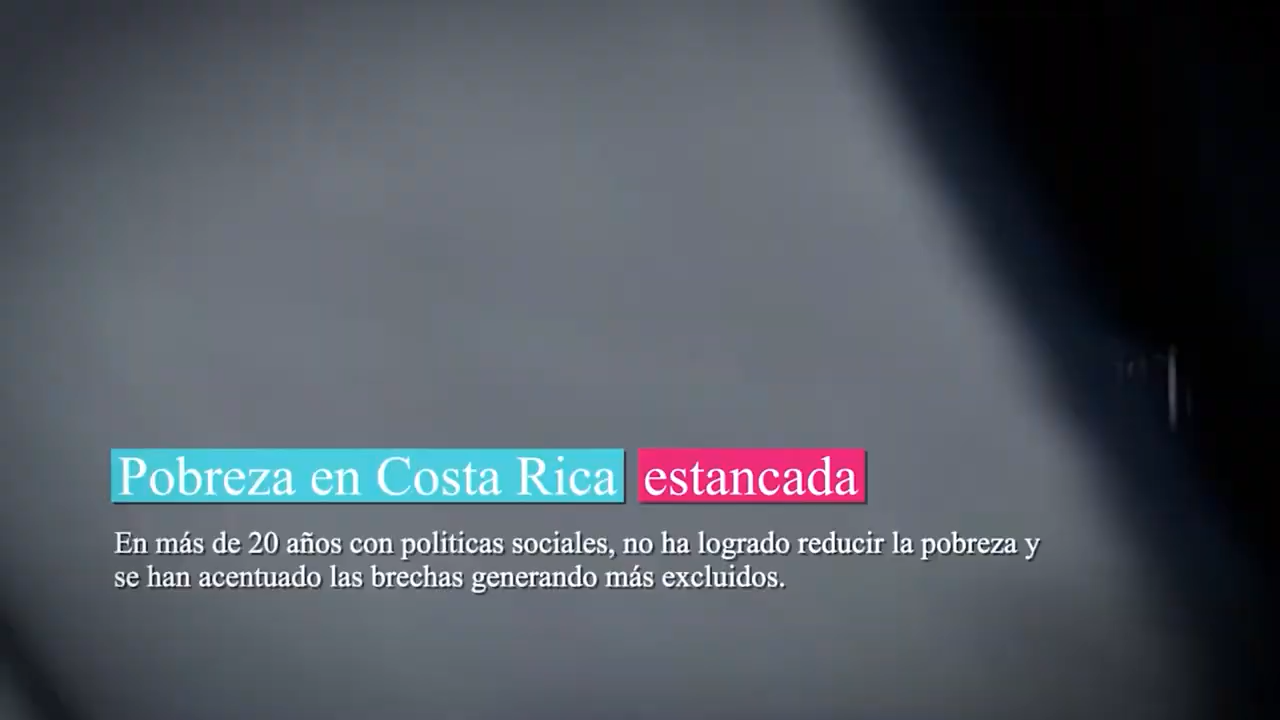 Pobreza en Costa Rica estancada
En más de 20 años con politicas sociales, no ha logrado reducir la pobreza y
se han acentuado las brechas generando más excluidos.